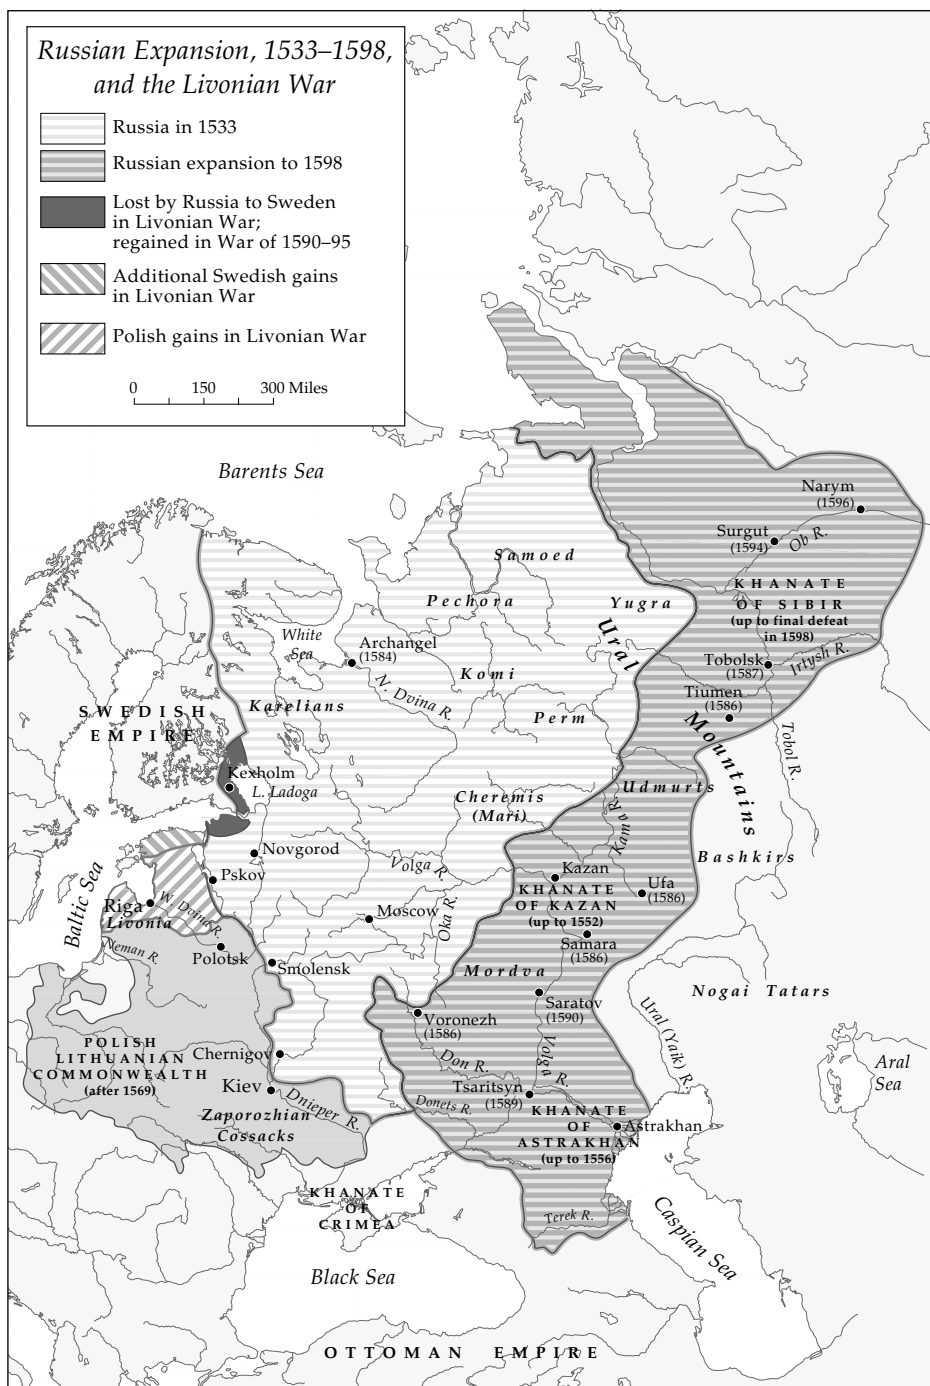 Russian Expansion, 1533–1598,
and the Livonian War
Russia in 1533
Russian expansion to 1598
Lost by Russia to Sweden
in Livonian War;
regained in War of 1590–95
Additional Swedish gains
in Livonian War
Polish gains in Livonian War
0 150 300 Miles
Barents Sea
Narym
(1596)
Surgut
(1594)
Ob R.
Samoed
KHANATE
OF SIBIR
(up to final defeat
in 1598)
Pechora
Yugra
White
Sea
Archangel
(1584)
Ural
Mountains
Tobolsk
(1587)
Irtysh R.
Komi
N. Dvina R.
Tiumen
(1586)
Karelians
SWEDISH
EMPIRE
Perm
Tobol R.
Kexholm
L. Ladoga
Udmurts
Cheremis
(Mari)
Kama R.
Novgorod
Volga R.
Bashkirs
Pskov
Kazan
KHANATE
OF KAZAN
(up to 1552)
Ufa
(1586)
Baltic Sea
Riga
Livonia
W. Dvina R.
Moscow
Oka R.
Neman R.
Polotsk
Samara
(1586)
Smolensk
Mordva
Nogai Tatars
Saratov
(1590)
Ural (Yaik) R.
Voronezh
(1586)
POLISH
LITHUANIAN
COMMONWEALTH
(after 1569)
Chernigov
Don R.
Volga R.
Aral
Sea
Kiev
Dnieper R.
Tsaritsyn
(1589)
Donets R.
Zaporozhian
Cossacks
KHANATE
OF
ASTRAKHAN
(up to 1556)
Astrakhan
KHANATE
OF
CRIMEA
Terek R.
Caspian Sea
Black Sea
OTTOMAN EMPIRE